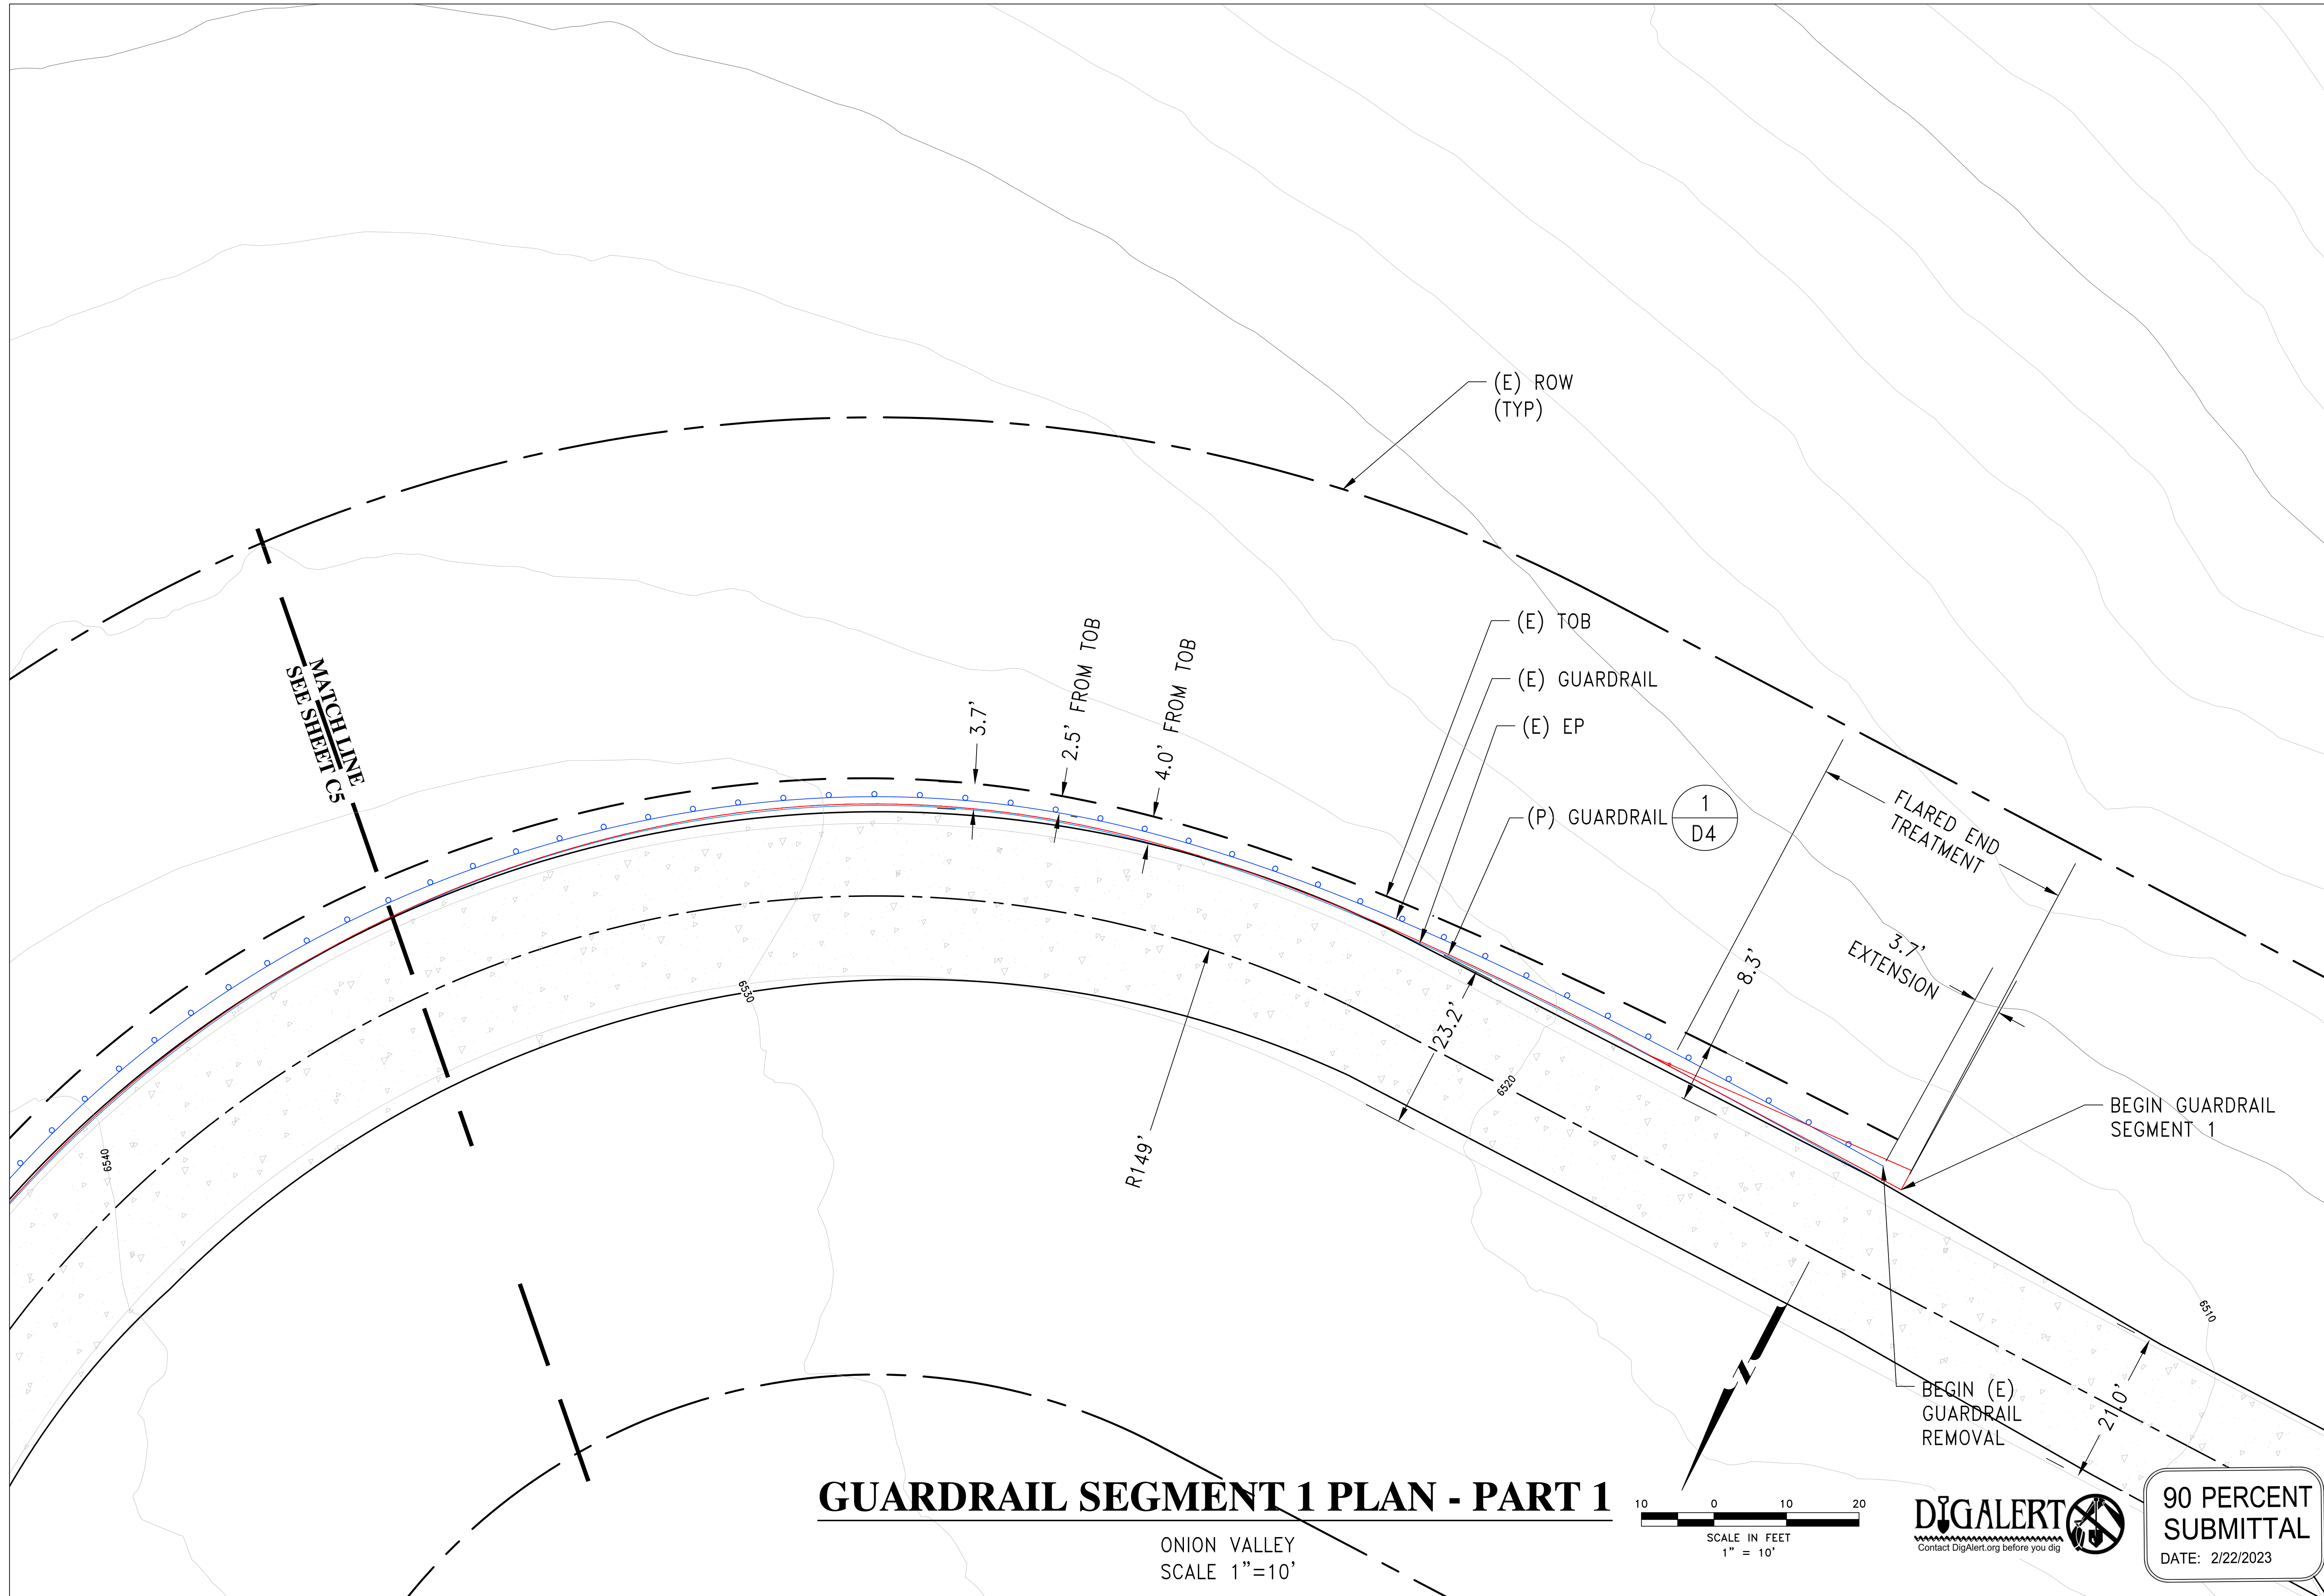 (E) ROW
(TYP)
(E) TOB
(E) GUARDRAIL
(E) EP
(P) GUARDRAIL
1
D4
MATCH LINE
SEE SHEET C5
3.7'
2.5' FROM TOB
4.0' FROM TOB
FLARED END
TREATMENT
3.7'
EXTENSION
8.3'
23.2'
R149'
6530
6520
6540
6510
BEGIN GUARDRAIL
SEGMENT 1
BEGIN (E)
GUARDRAIL
REMOVAL
21.0'
N
GUARDRAIL SEGMENT 1 PLAN - PART 1
ONION VALLEY
SCALE 1"=10'
10 0 10 20
SCALE IN FEET
1" = 10'
DIGALERT
Contact DigAlert.org before you dig
90 PERCENT
SUBMITTAL
DATE: 2/22/2023